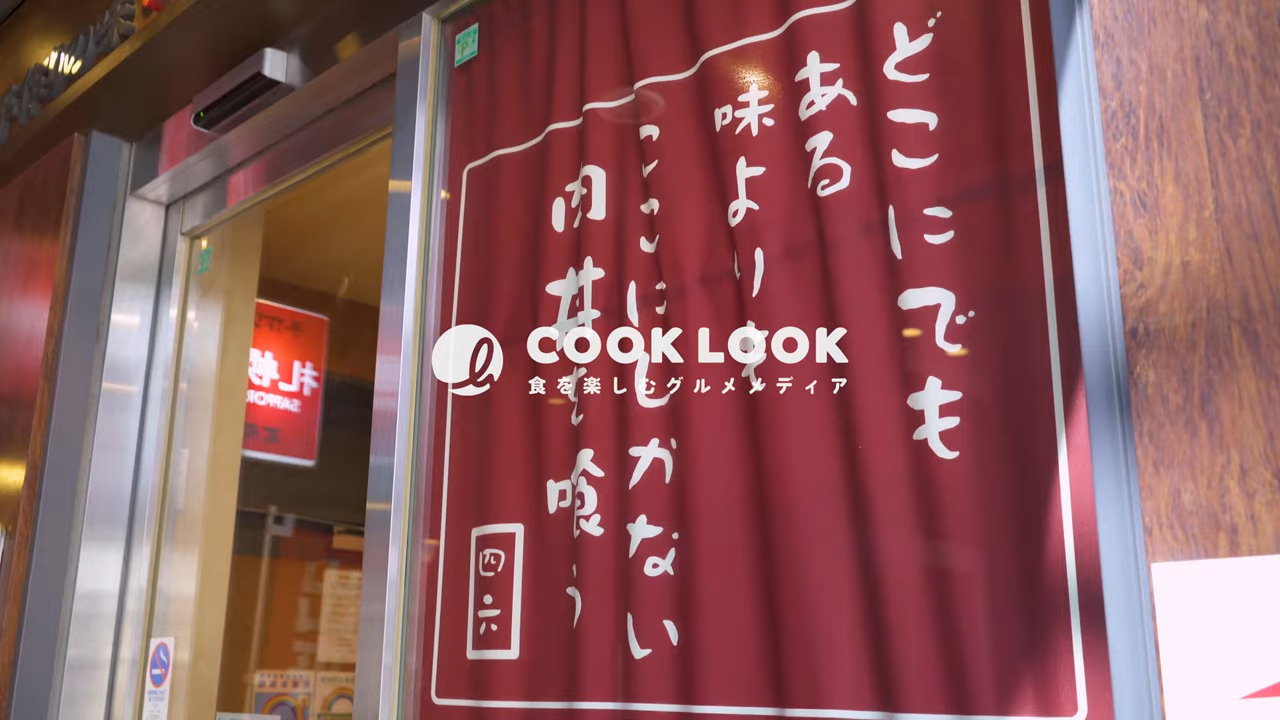 どこにでも
ある
味よりも
ここにしかない
肉丼を喰う
四六
COOK LOOK
食を楽しむグルメメディア